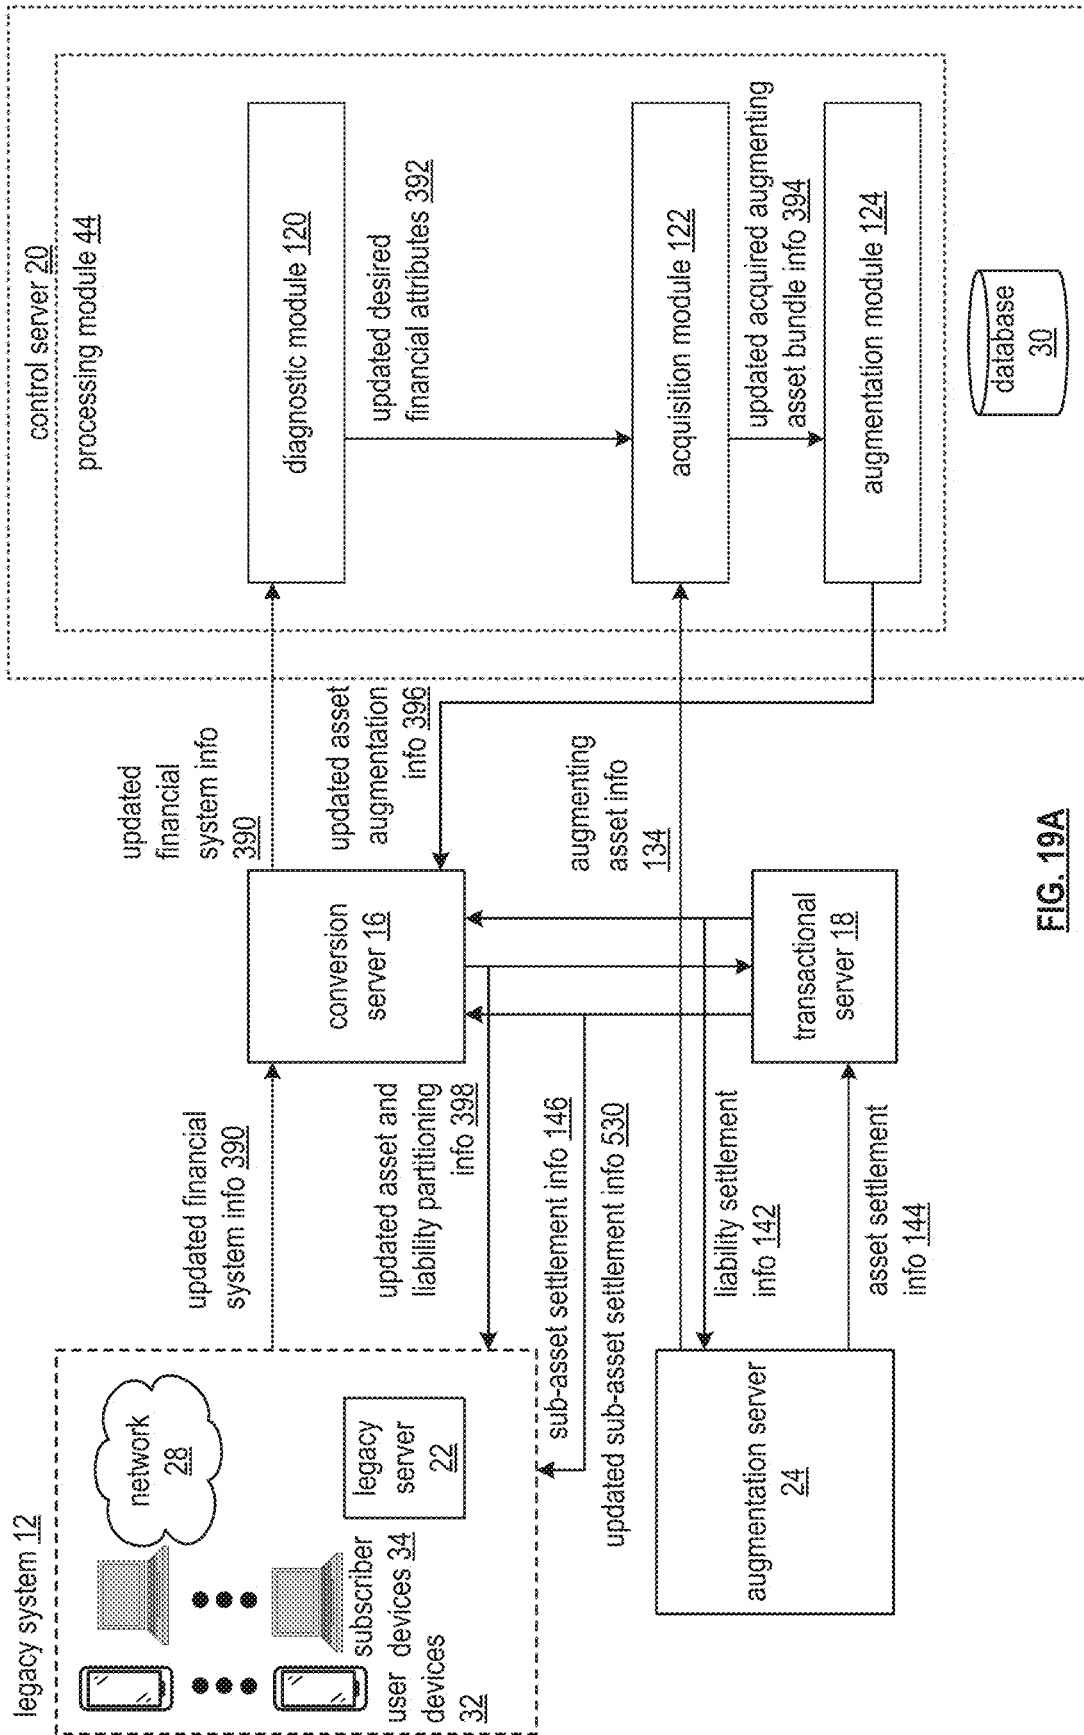 legacy system 12
network
28
legacy
server
22
subscriber
devices 34
user
devices
32
updated financial
system info 390
updated asset and
liability partitioning
info 398
sub-asset settlement info 146
updated sub-asset settlement info 530
liability settlement
info 142
asset settlement
info 144
augmentation server
24
conversion
server 16
transactional
server 18
updated
financial
system info
390
updated asset
augmentation
info 396
augmenting
asset info
134
control server 20
processing module 44
diagnostic module 120
updated desired
financial attributes 392
acquisition module 122
updated acquired augmenting
asset bundle info 394
augmentation module 124
database
30
FIG. 19A